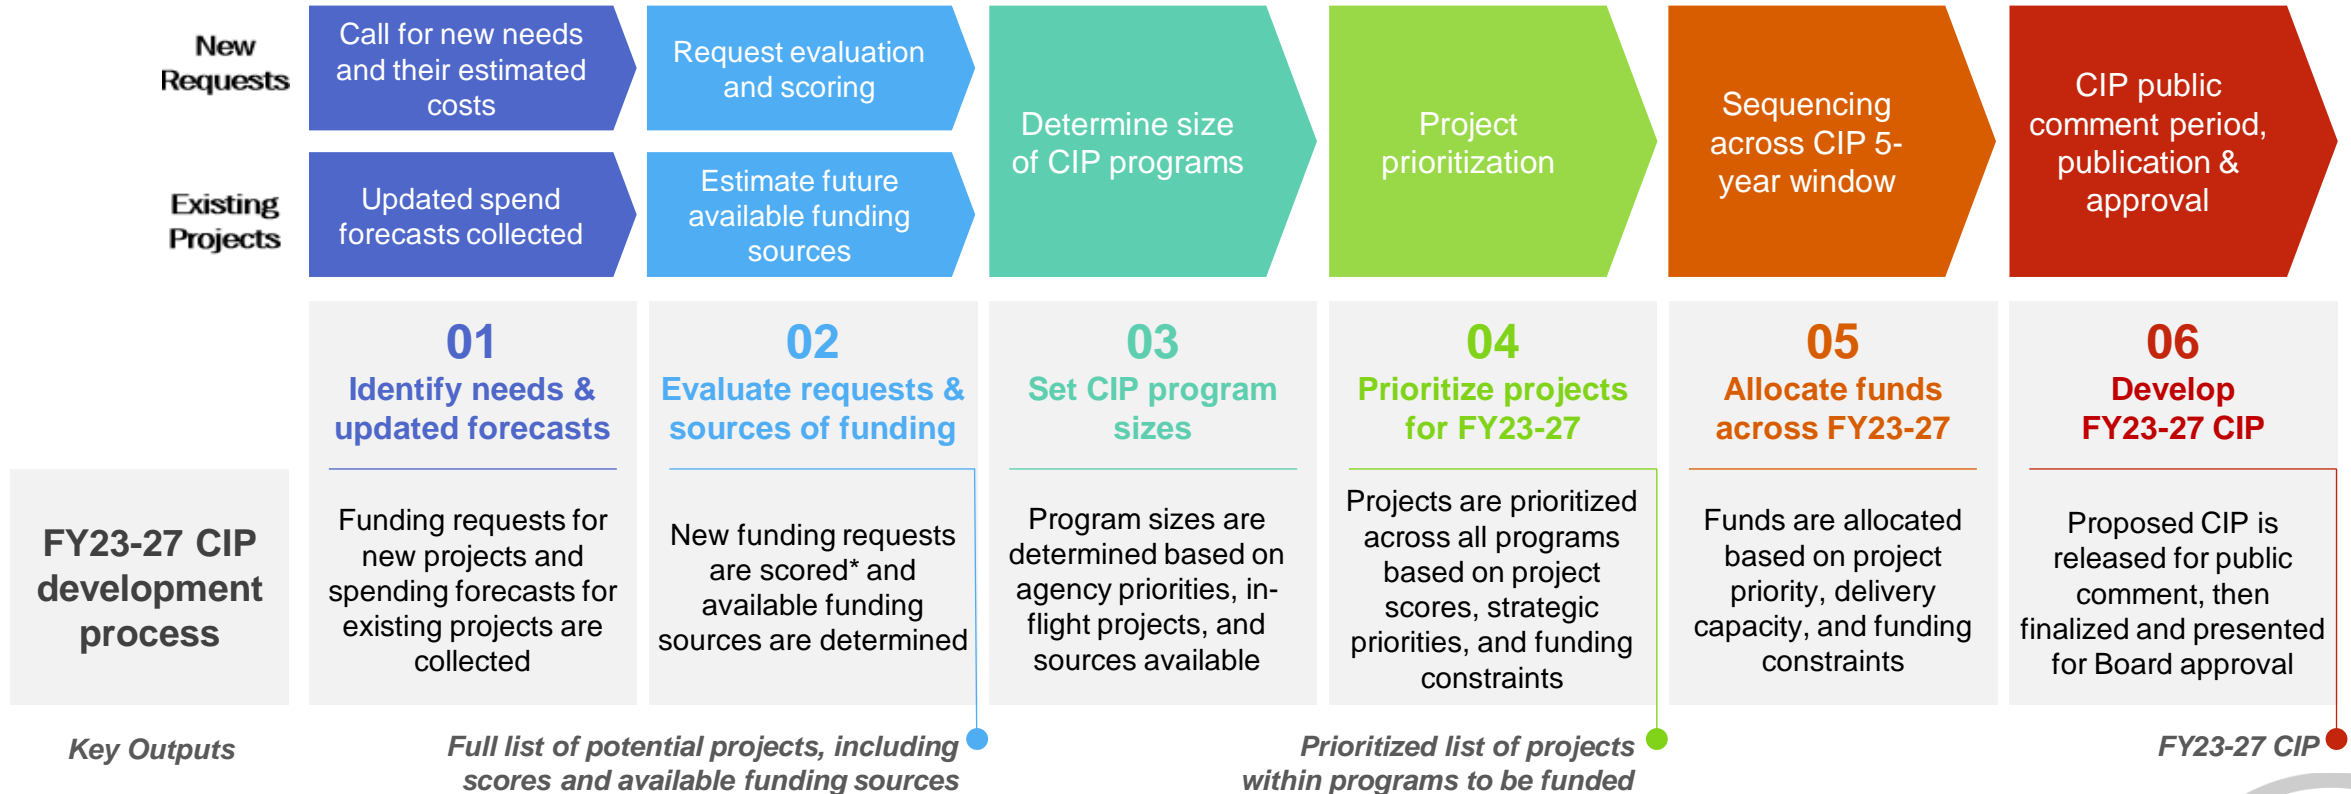 New
Requests
Call for new needs
and their estimated
costs
Request evaluation
and scoring
Existing
Projects
Updated spend
forecasts collected
Estimate future
available funding
sources
Determine size
of CIP programs
Project
prioritization
Sequencing
across CIP 5-
year window
CIP public
comment period,
publication &
approval
01
Identify needs &
updated forecasts
02
Evaluate requests &
sources of funding
03
Set CIP program
sizes
04
Prioritize projects
for FY23-27
05
Allocate funds
across FY23-27
06
Develop
FY23-27 CIP
FY23-27 CIP
development
process
Funding requests for
new projects and
spending forecasts for
existing projects are
collected
New funding requests
are scored* and
available funding
sources are determined
Program sizes are
determined based on
agency priorities, in-
flight projects, and
sources available
Projects are prioritized
across all programs
based on project
scores, strategic
priorities, and funding
constraints
Funds are allocated
based on project
priority, delivery
capacity, and funding
constraints
Proposed CIP is
released for public
comment, then
finalized and presented
for Board approval
Key Outputs
Full list of potential projects, including
scores and available funding sources
Prioritized list of projects
within programs to be funded
FY23-27 CIP